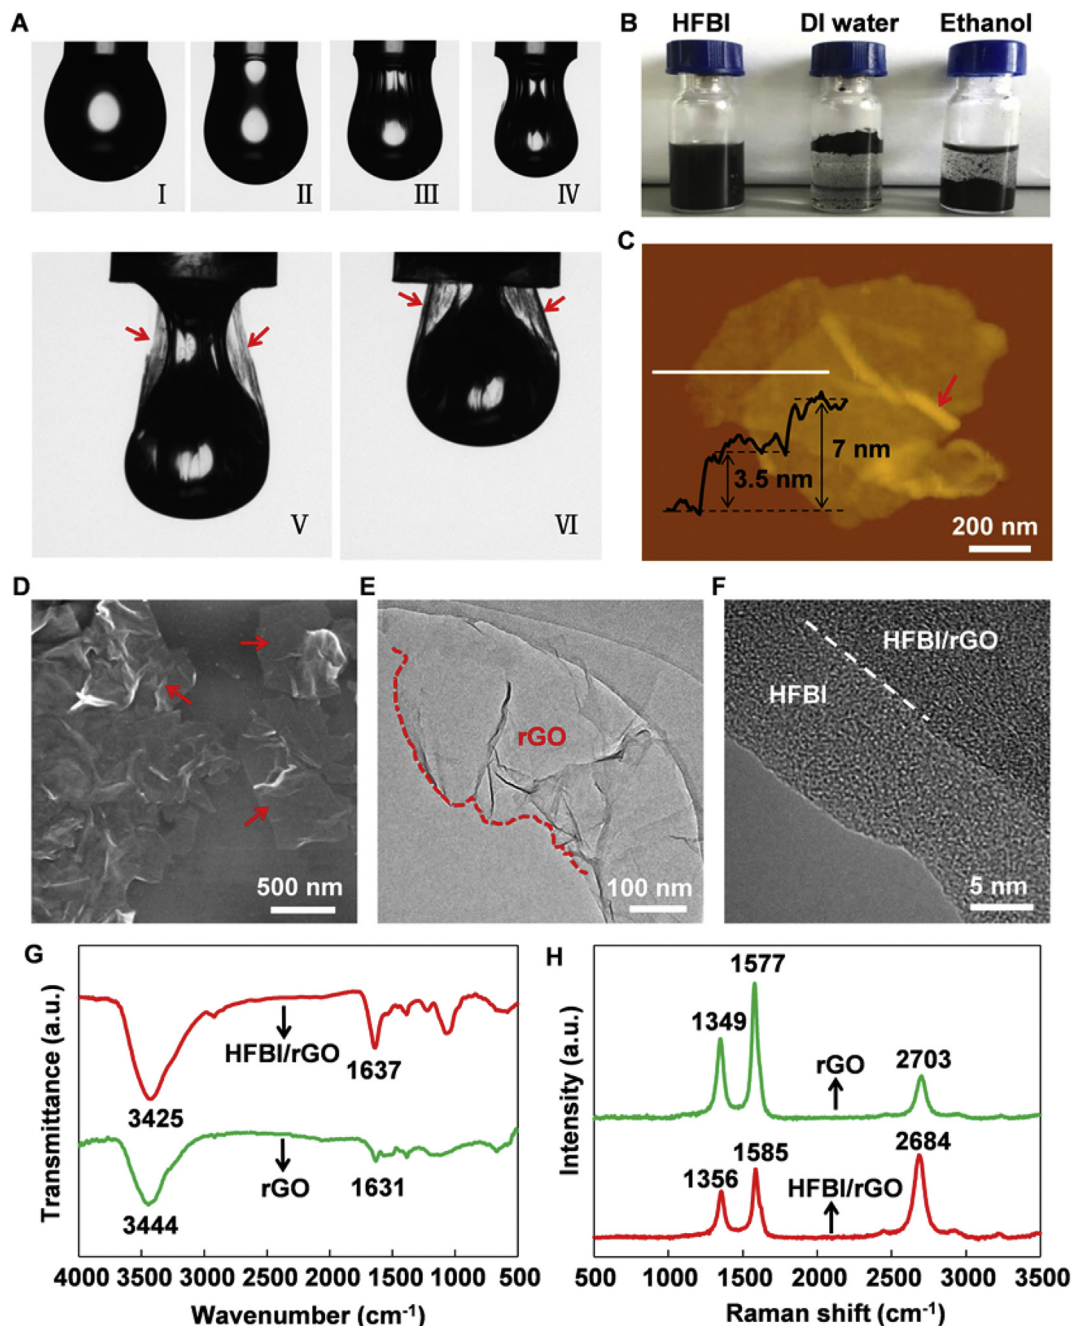 A
I
II
III
IV
V
VI
B
HFBI
DI water
Ethanol
C
3.5 nm
7 nm
200 nm
D
500 nm
E
rGO
100 nm
F
HFBI/rGO
HFBI
5 nm
G
Transmittance (a.u.)
HFBI/rGO
1637
3425
rGO
1631
3444
4000 3500 3000 2500 2000 1500 1000 500
Wavenumber (cm⁻¹)
H
Intensity (a.u.)
1577
1349
rGO
2703
2684
1585
1356
HFBI/rGO
500 1000 1500 2000 2500 3000 3500
Raman shift (cm⁻¹)